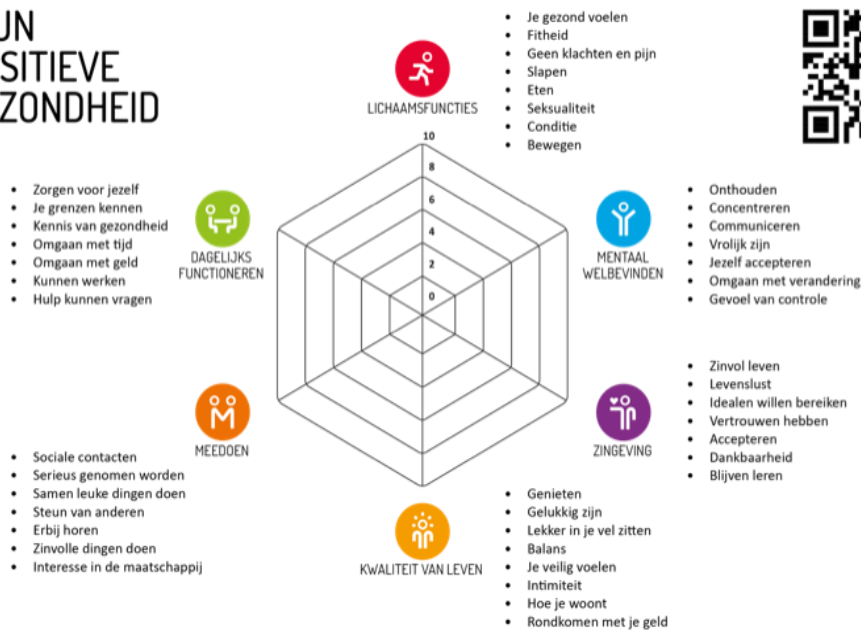 JN
SITIEVE
ZONDHEID
LICHAAMSFUNCTIES
• Je gezond voelen
• Fitheid
• Geen klachten en pijn
• Slapen
• Eten
• Seksualiteit
• Conditie
• Bewegen
10
8
6
4
2
0
• Zorgen voor jezelf
• Je grenzen kennen
• Kennis van gezondheid
• Omgaan met tijd
• Omgaan met geld
• Kunnen werken
• Hulp kunnen vragen
DAGELIJKS
FUNCTIONEREN
MENTAAL
WELBEVINDEN
• Onthouden
• Concentreren
• Communiceren
• Vrolijk zijn
• Jezelf accepteren
• Omgaan met verandering
• Gevoel van controle
MEEDOEN
• Sociale contacten
• Serieus genomen worden
• Samen leuke dingen doen
• Steun van anderen
• Erbij horen
• Zinvolle dingen doen
• Interesse in de maatschappij
ZINGEVING
• Zinvol leven
• Levenslust
• Idealen willen bereiken
• Vertrouwen hebben
• Accepteren
• Dankbaarheid
• Blijven leren
KWALITEIT VAN LEVEN
• Genieten
• Gelukkig zijn
• Lekker in je vel zitten
• Balans
• Je veilig voelen
• Intimiteit
• Hoe je woont
• Rondkomen met je geld